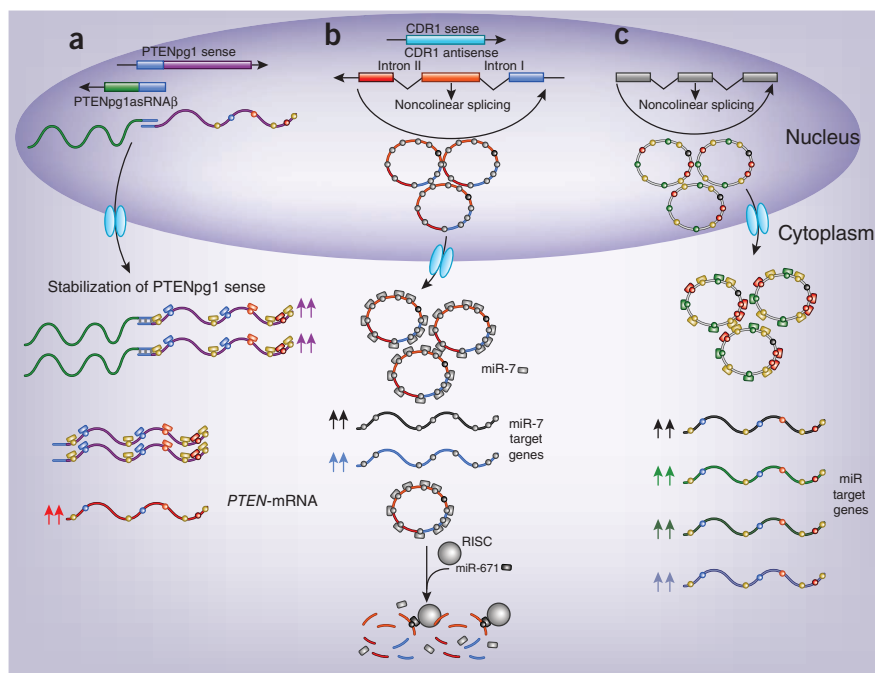 a
PTENpg1 sense
PTENpg1asRNAβ
Stabilization of PTENpg1 sense
PTEN-mRNA
b
CDR1 sense
CDR1 antisense
Intron II
Intron I
Noncolinear splicing
miR-7
miR-7
target
genes
RISC
miR-671
c
Noncolinear splicing
Nucleus
Cytoplasm
miR
target
genes